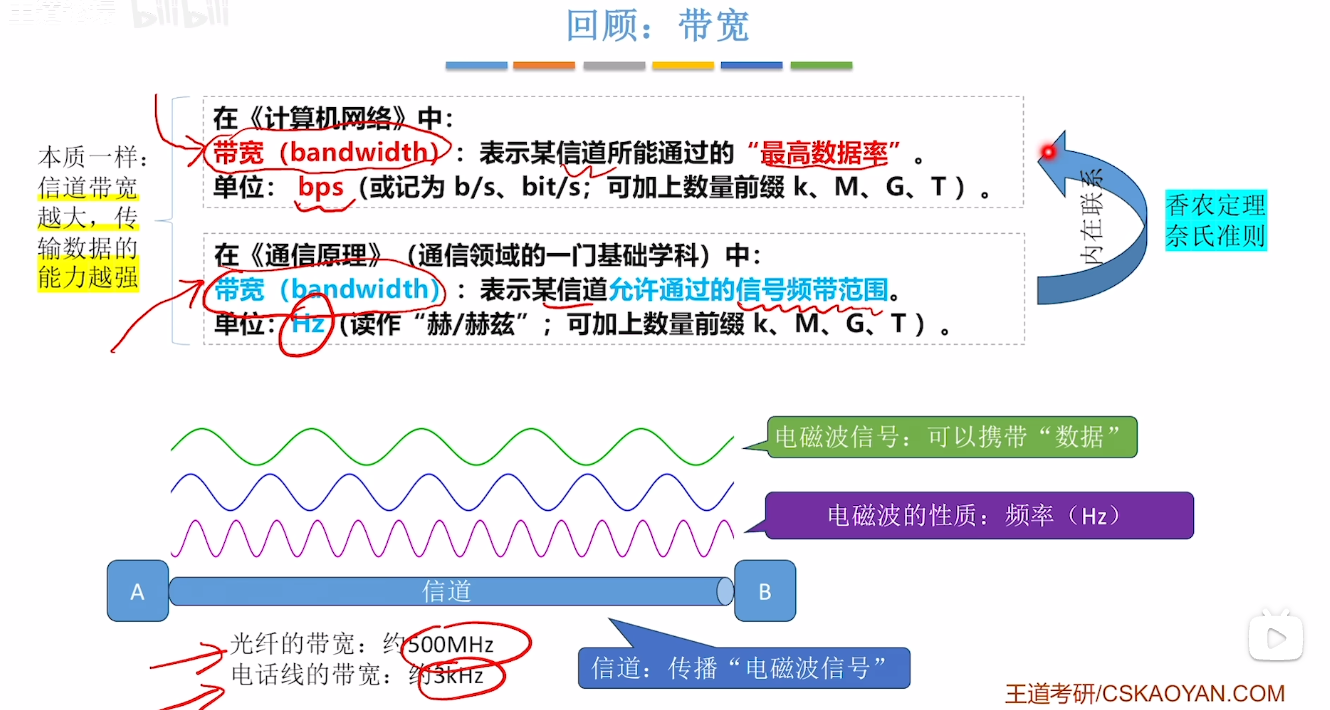 bilibili
回顾：带宽
在《计算机网络》中：
带宽（bandwidth）：表示某信道所能通过的“最高数据率”。
单位：bps（或记为 b/s、bit/s；可加上数量前缀 k、M、G、T ）。
本质一样：
信道带宽
越大，传
输数据的
能力越强
在《通信原理》（通信领域的一门基础学科）中：
带宽（bandwidth）：表示某信道允许通过的信号频带范围。
单位：Hz（读作“赫/赫兹”；可加上数量前缀 k、M、G、T ）。
内在联系
香农定理
奈氏准则
电磁波信号：可以携带“数据”
电磁波的性质：频率（Hz）
A
信道
B
光纤的带宽：约500MHz
电话线的带宽：约3kHz
信道：传播“电磁波信号”
王道考研/CSKAOYAN.COM